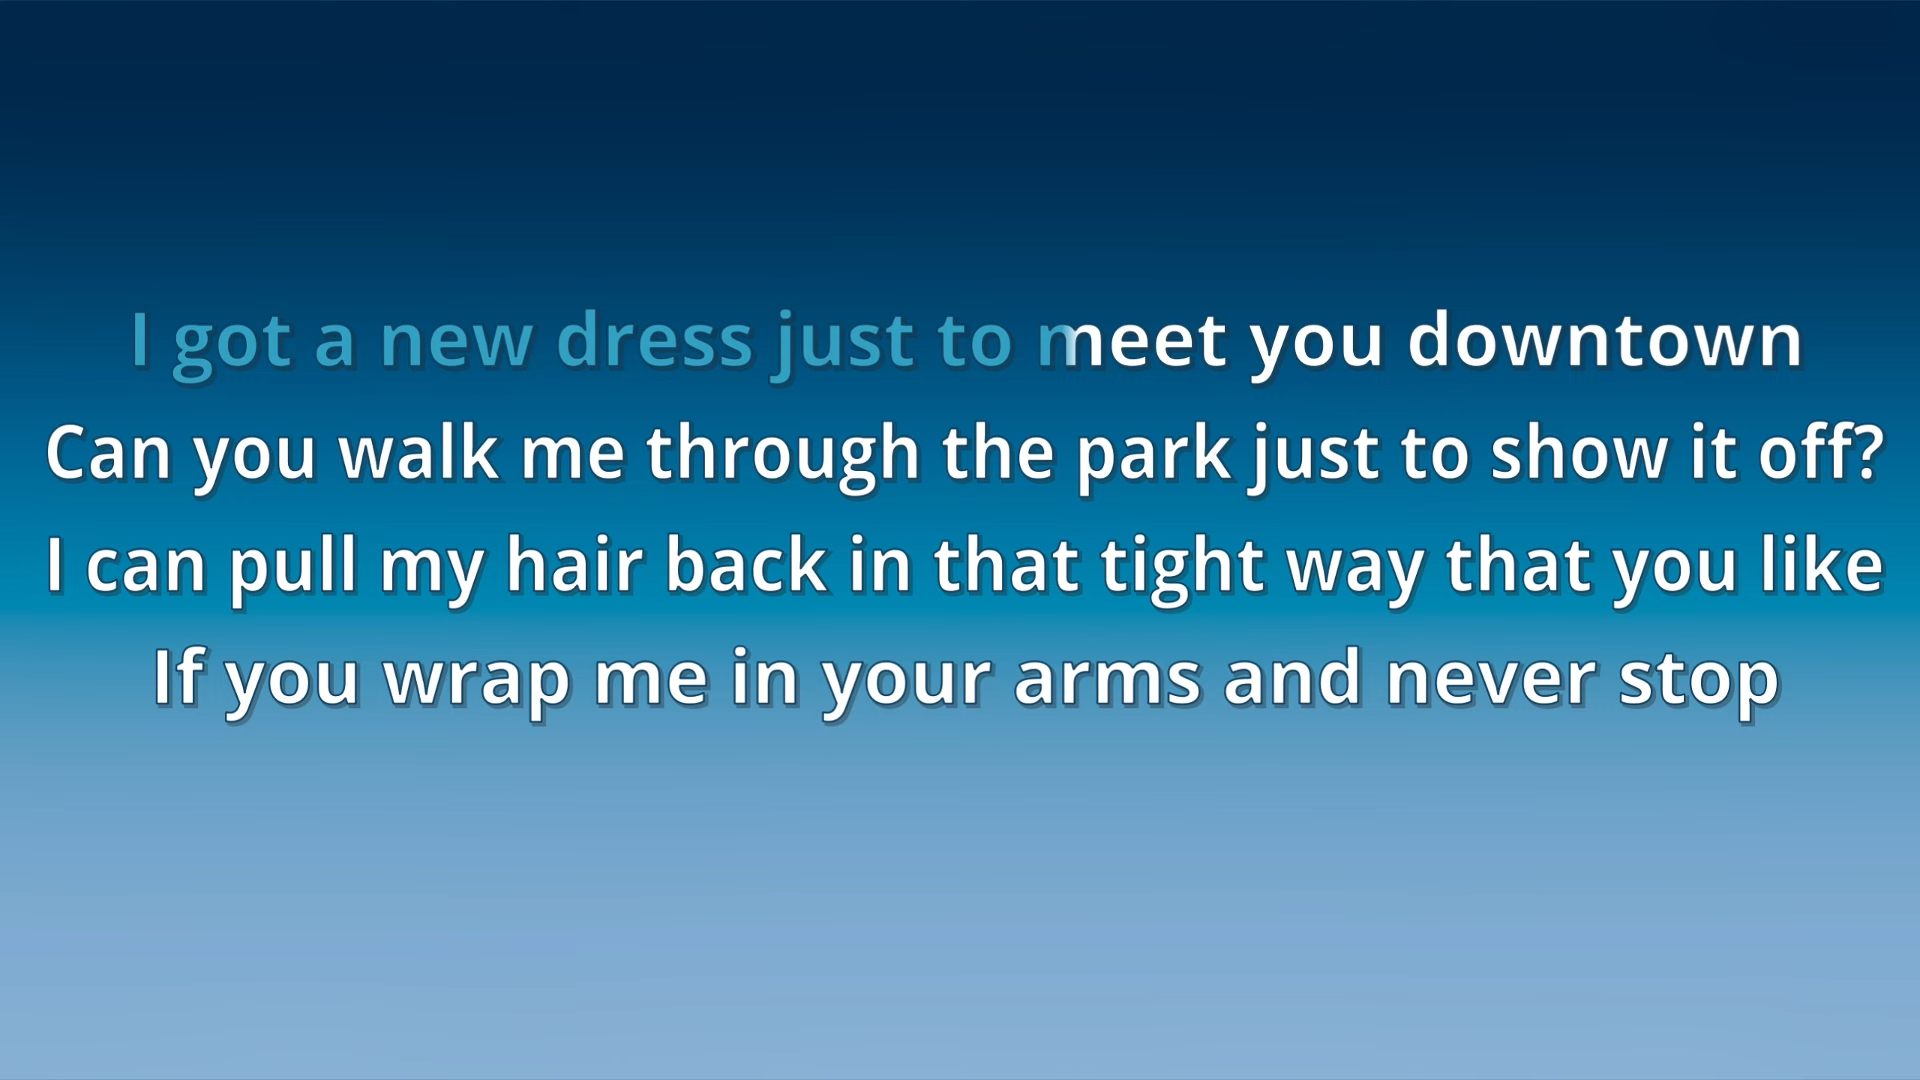 I got a new dress just to meet you downtown
Can you walk me through the park just to show it off?
I can pull my hair back in that tight way that you like
If you wrap me in your arms and never stop